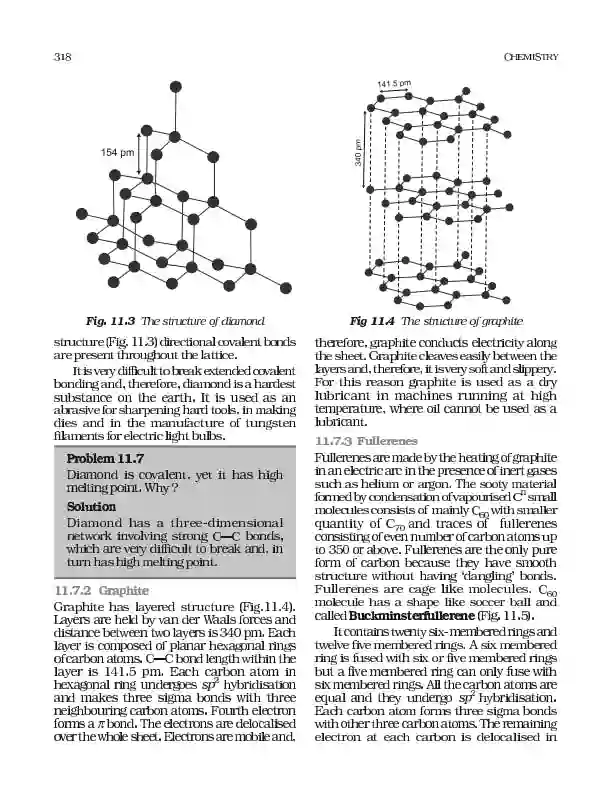 318
CHEMISTRY
154 pm
141.5 pm
340 pm
Fig. 11.3 The structure of diamond
Fig 11.4 The structure of graphite
structure (Fig. 11.3) directional covalent bonds
are present throughout the lattice.
It is very difficult to break extended covalent
bonding and, therefore, diamond is a hardest
substance on the earth. It is used as an
abrasive for sharpening hard tools, in making
dies and in the manufacture of tungsten
filaments for electric light bulbs.
Problem 11.7
Diamond is covalent, yet it has high
melting point. Why ?
Solution
Diamond has a three-dimensional
network involving strong C—C bonds,
which are very difficult to break and, in
turn has high melting point.
11.7.2 Graphite
Graphite has layered structure (Fig.11.4).
Layers are held by van der Waals forces and
distance between two layers is 340 pm. Each
layer is composed of planar hexagonal rings
of carbon atoms. C—C bond length within the
layer is 141.5 pm. Each carbon atom in
hexagonal ring undergoes sp² hybridisation
and makes three sigma bonds with three
neighbouring carbon atoms. Fourth electron
forms a π bond. The electrons are delocalised
over the whole sheet. Electrons are mobile and,
therefore, graphite conducts electricity along
the sheet. Graphite cleaves easily between the
layers and, therefore, it is very soft and slippery.
For this reason graphite is used as a dry
lubricant in machines running at high
temperature, where oil cannot be used as a
lubricant.
11.7.3 Fullerenes
Fullerenes are made by the heating of graphite
in an electric arc in the presence of inert gases
such as helium or argon. The sooty material
formed by condensation of vapourised Cⁿ small
molecules consists of mainly C₆₀ with smaller
quantity of C₇₀ and traces of fullerenes
consisting of even number of carbon atoms up
to 350 or above. Fullerenes are the only pure
form of carbon because they have smooth
structure without having 'dangling' bonds.
Fullerenes are cage like molecules. C₆₀
molecule has a shape like soccer ball and
called Buckminsterfullerene (Fig. 11.5).
It contains twenty six- membered rings and
twelve five membered rings. A six membered
ring is fused with six or five membered rings
but a five membered ring can only fuse with
six membered rings. All the carbon atoms are
equal and they undergo sp² hybridisation.
Each carbon atom forms three sigma bonds
with other three carbon atoms. The remaining
electron at each carbon is delocalised in